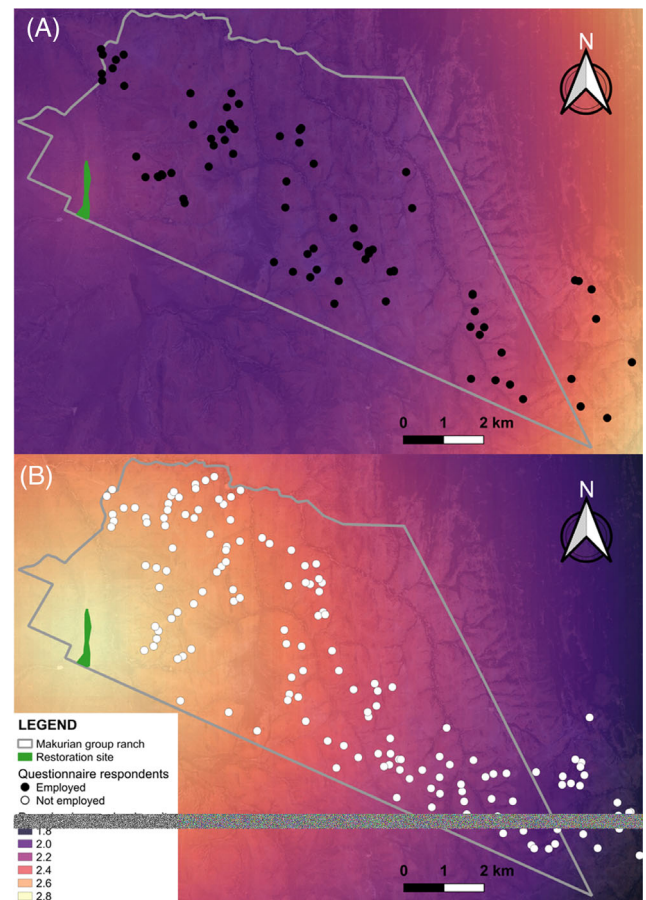 (A)
N
0 1 2 km
(B)
N
LEGEND
Makurian group ranch
Restoration site
Questionnaire respondents
Employed
Not employed
1.8
2.0
2.2
2.4
2.6
2.8
0 1 2 km